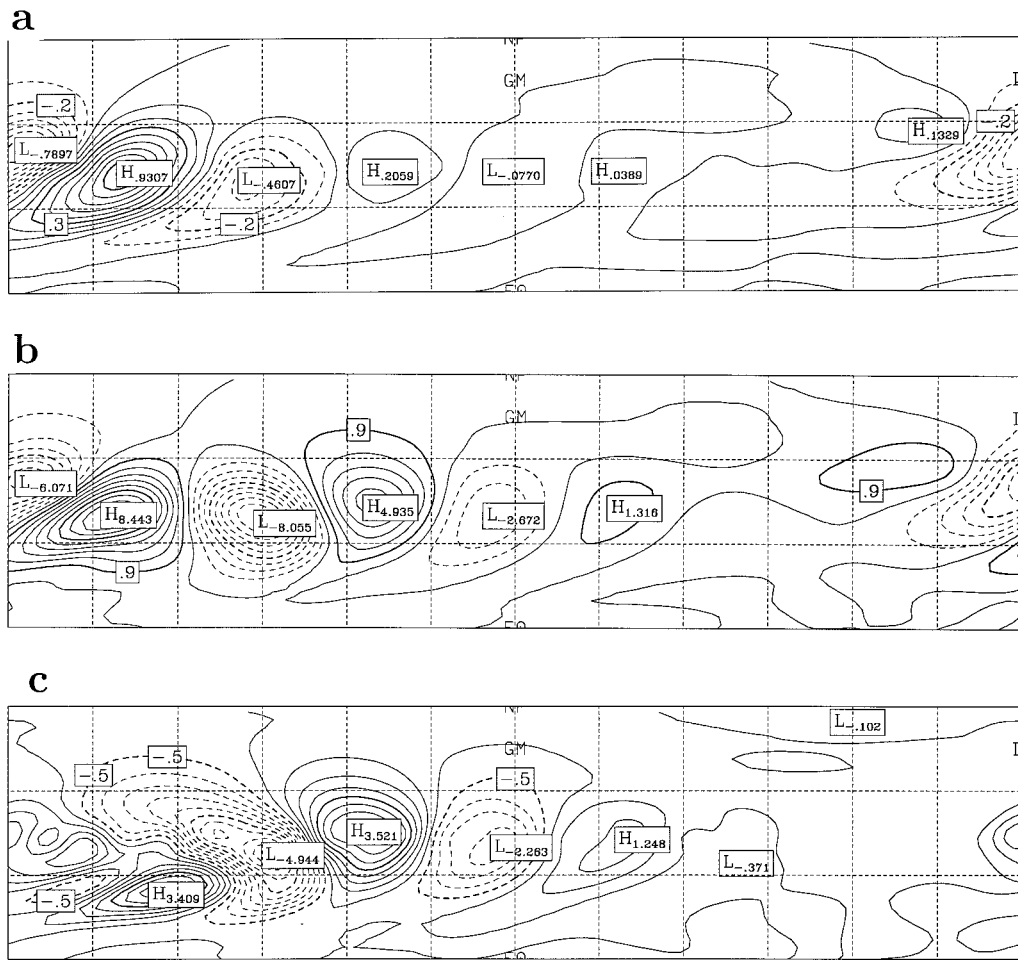 a
GM
-.2
L-.7897
H.9307
L-.4607
H.2059
L-.0770
H.0389
H.1329
-.2
.3
-.2
b
GM
.9
L-6.071
H8.443
L-8.055
H4.935
L-2.672
H1.316
.9
.9
c
L-.102
GM
-.5
-.5
-.5
H3.521
L-4.944
L-2.263
H1.248
L-.371
-.5
H3.409